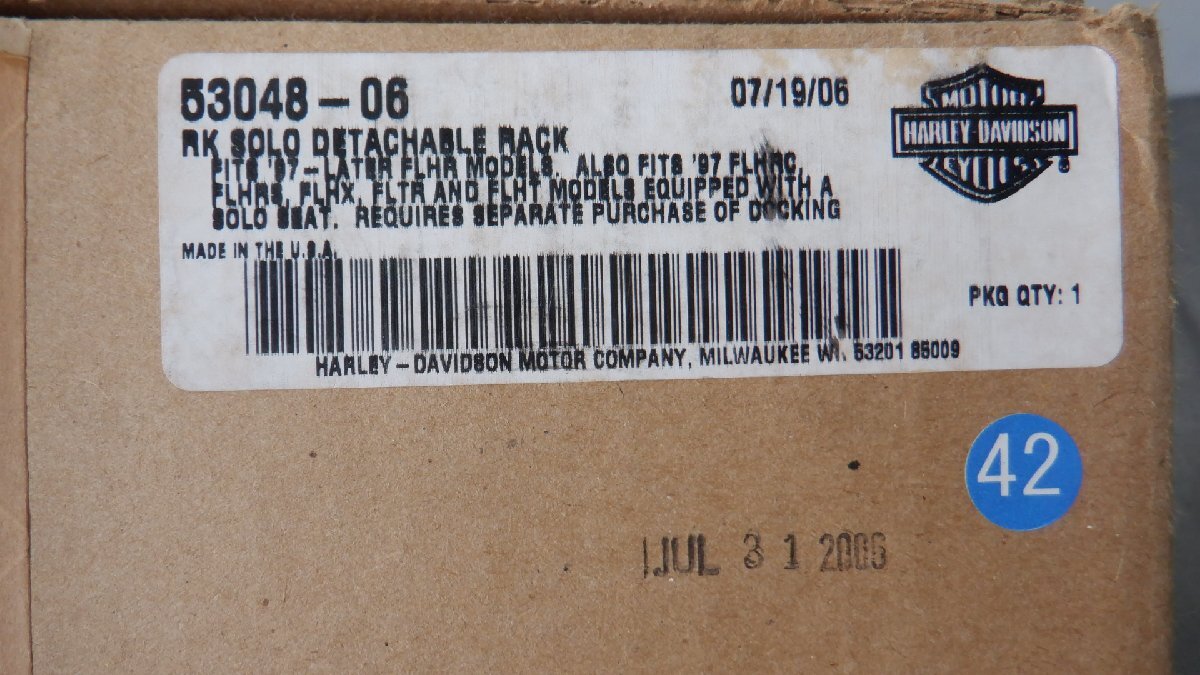 53048-06
07/19/06
RK SOLO DETACHABLE RACK
FITS '97-LATER FLHR MODELS. ALSO FITS '97 FLHRC,
FLHRS, FLHX, FLTR AND FLHT MODELS EQUIPPED WITH A
SOLO SEAT. REQUIRES SEPARATE PURCHASE OF DOCKING
MADE IN THE U.S.A.
MOTOR
HARLEY-DAVIDSON
CYCLES
®
PKG QTY: 1
HARLEY-DAVIDSON MOTOR COMPANY, MILWAUKEE WI. 53201 85009
42
JUL 31 2006